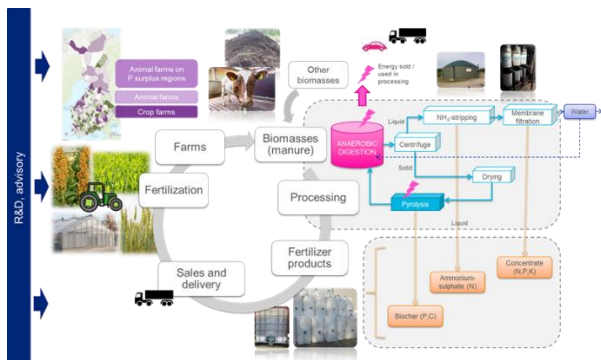 R&D, advisory
Animal farms on
P surplus regions
Animal farms
Crop farms
Other
biomasses
Energy sold /
used in
processing
Farms
Biomasses
(manure)
ANAEROBIC
DIGESTION
Liquid
NH₃-stripping
Membrane
filtration
Water
Centrifuge
Solid
Drying
Pyrolysis
Liquid
Fertilization
Processing
Fertilizer
products
Sales and
delivery
Concentrate
(N,P,K)
Ammonium-
sulphate (N)
Biochar (P,C)